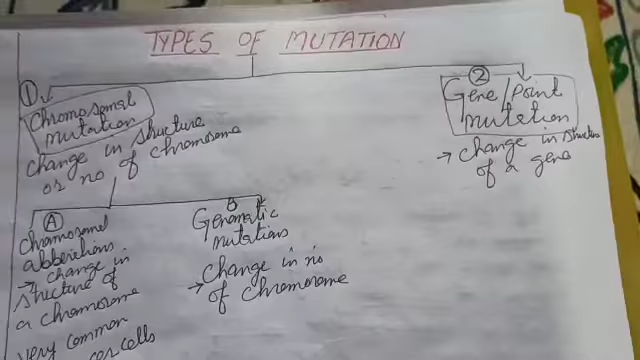 TYPES OF MUTATION
①
Chromosomal
mutation
change in structure
or no of chromosome
②
Gene/Point
mutation
→ change in structure
of a gene
Ⓐ
Chromosomal
abberitions
→ change in
structure of
a chromosome
very common
cells
B
Genomatic
mutations
→ Change in no
of chromosome